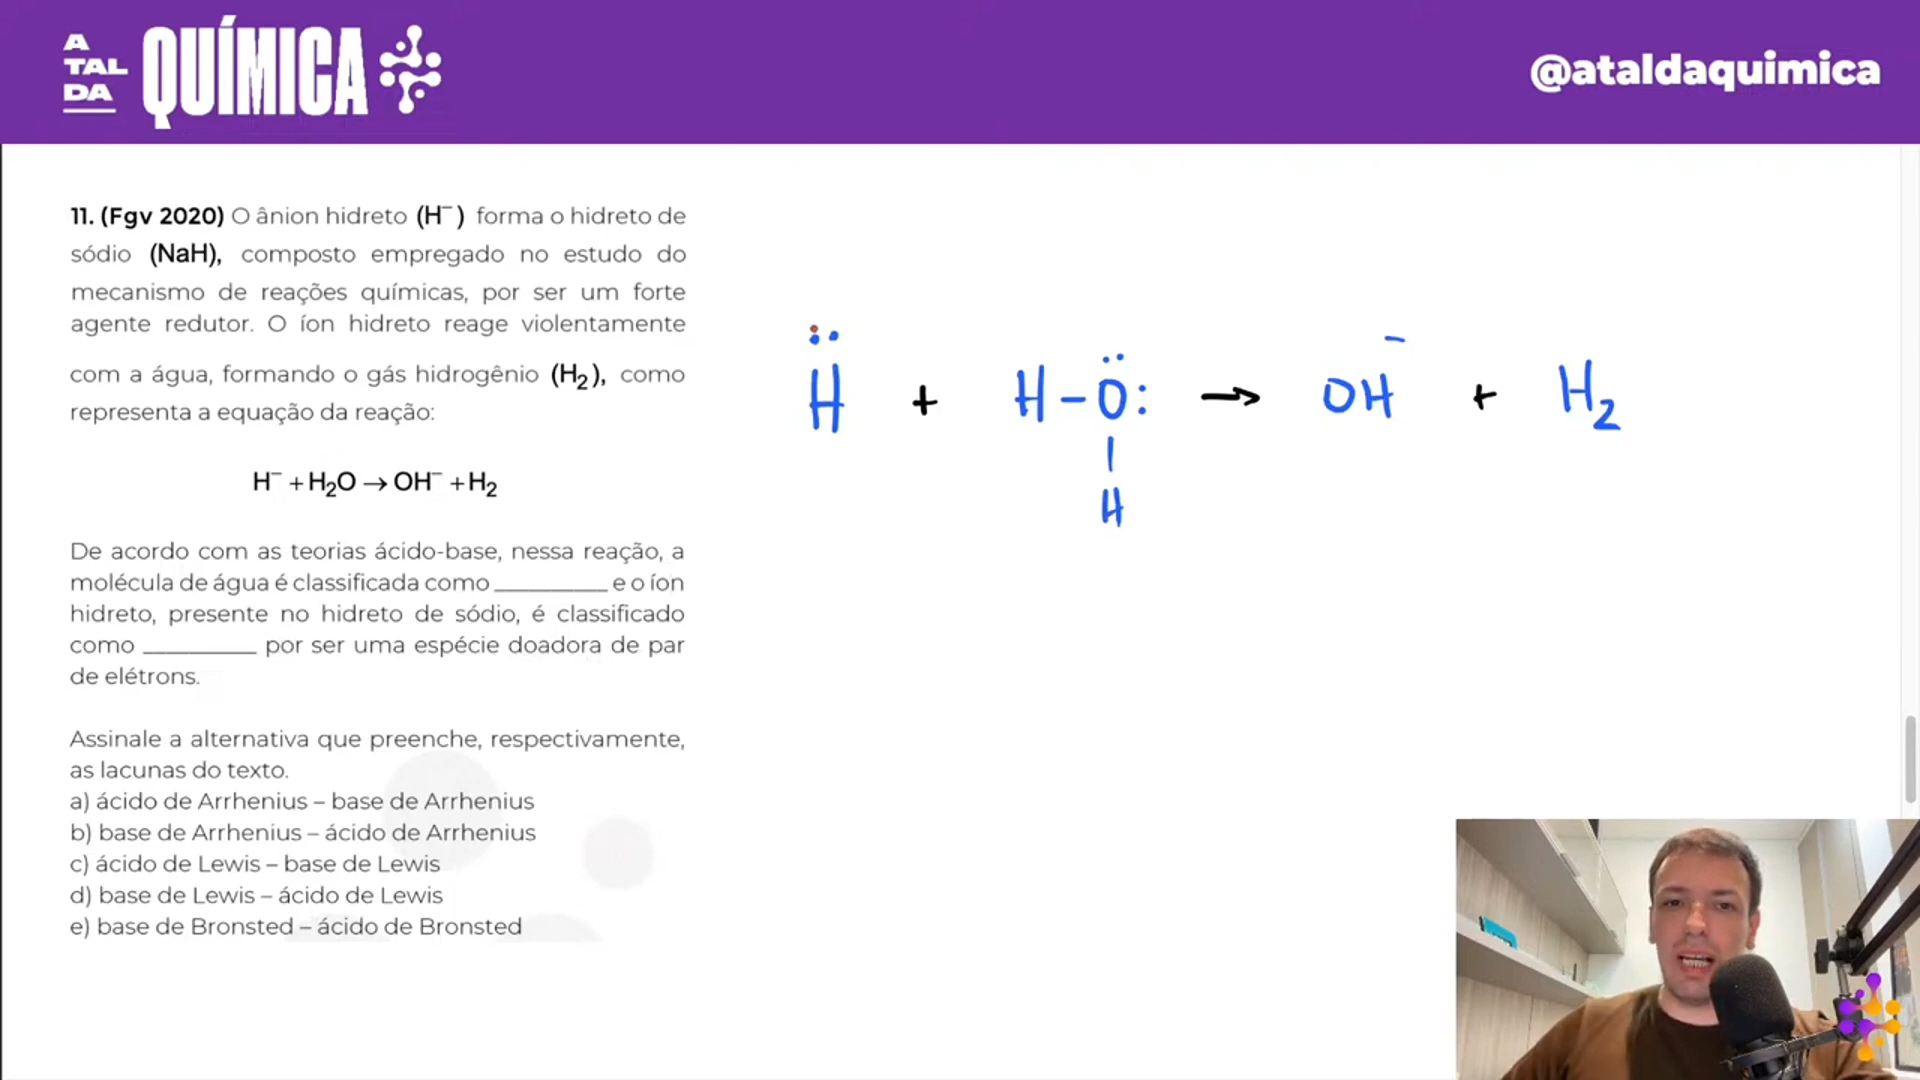 A TAL DA QUÍMICA
@ataldaquimica
11. (Fgv 2020) O ânion hidreto (H⁻) forma o hidreto de
sódio (NaH), composto empregado no estudo do
mecanismo de reações químicas, por ser um forte
agente redutor. O íon hidreto reage violentamente
com a água, formando o gás hidrogênio (H₂), como
representa a equação da reação:
H⁻ + H₂O → OH⁻ + H₂
De acordo com as teorias ácido-base, nessa reação, a
molécula de água é classificada como _________ e o íon
hidreto, presente no hidreto de sódio, é classificado
como _________ por ser uma espécie doadora de par
de elétrons.
Assinale a alternativa que preenche, respectivamente,
as lacunas do texto.
a) ácido de Arrhenius – base de Arrhenius
b) base de Arrhenius – ácido de Arrhenius
c) ácido de Lewis – base de Lewis
d) base de Lewis – ácido de Lewis
e) base de Bronsted – ácido de Bronsted
Ḧ + H – Ö: → OH⁻ + H₂
|
H